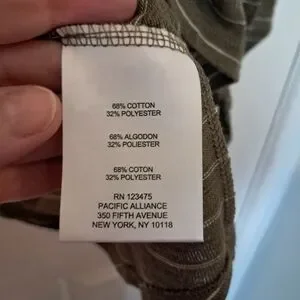 68% COTTON
32% POLYESTER
68% ALGODON
32% POLIESTER
68% COTON
32% POLYESTER
RN 123475
PACIFIC ALLIANCE
350 FIFTH AVENUE
NEW YORK, NY 10118